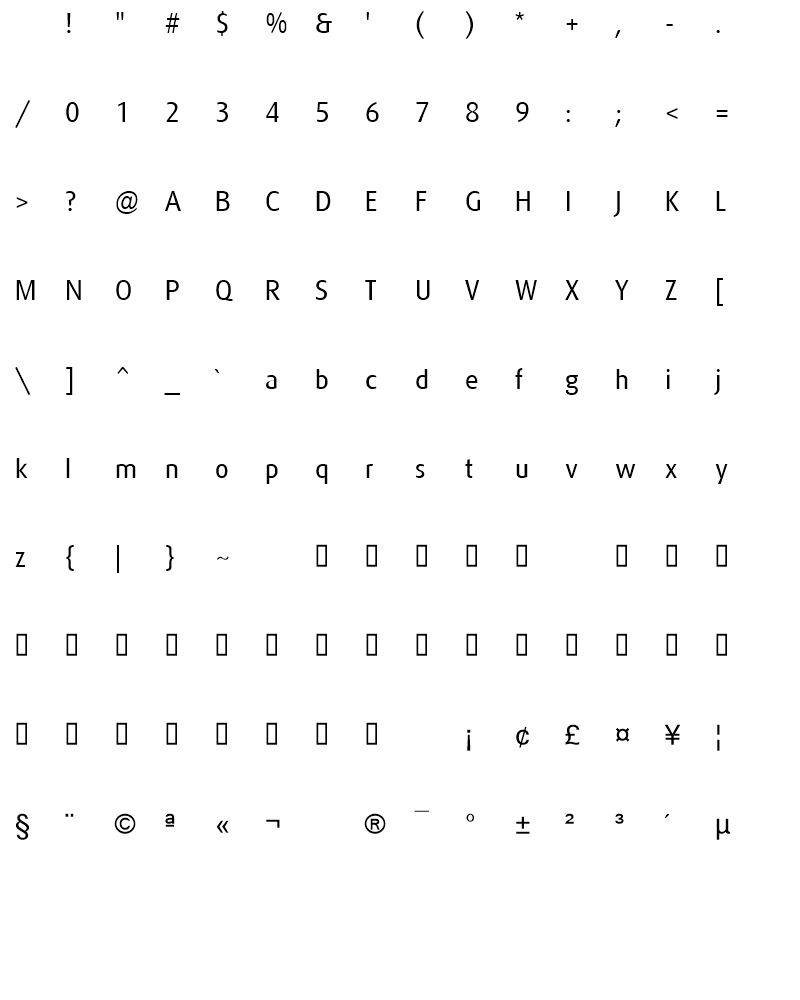 ! " # $ % & ' ( ) * + , - .
/ 0 1 2 3 4 5 6 7 8 9 : ; < =
> ? @ A B C D E F G H I J K L
M N O P Q R S T U V W X Y Z [
\ ] ^ _ ` a b c d e f g h i j
k l m n o p q r s t u v w x y
z { | } ~ ▯ ▯ ▯ ▯ ▯ ▯ ▯ ▯
▯ ▯ ▯ ▯ ▯ ▯ ▯ ▯ ▯ ▯ ▯ ▯ ▯ ▯ ▯
▯ ▯ ▯ ▯ ▯ ▯ ▯ ▯ ¡ ¢ £ ¤ ¥ ¦
§ ¨ © ª « ¬ ® ¯ ° ± ² ³ ´ µ